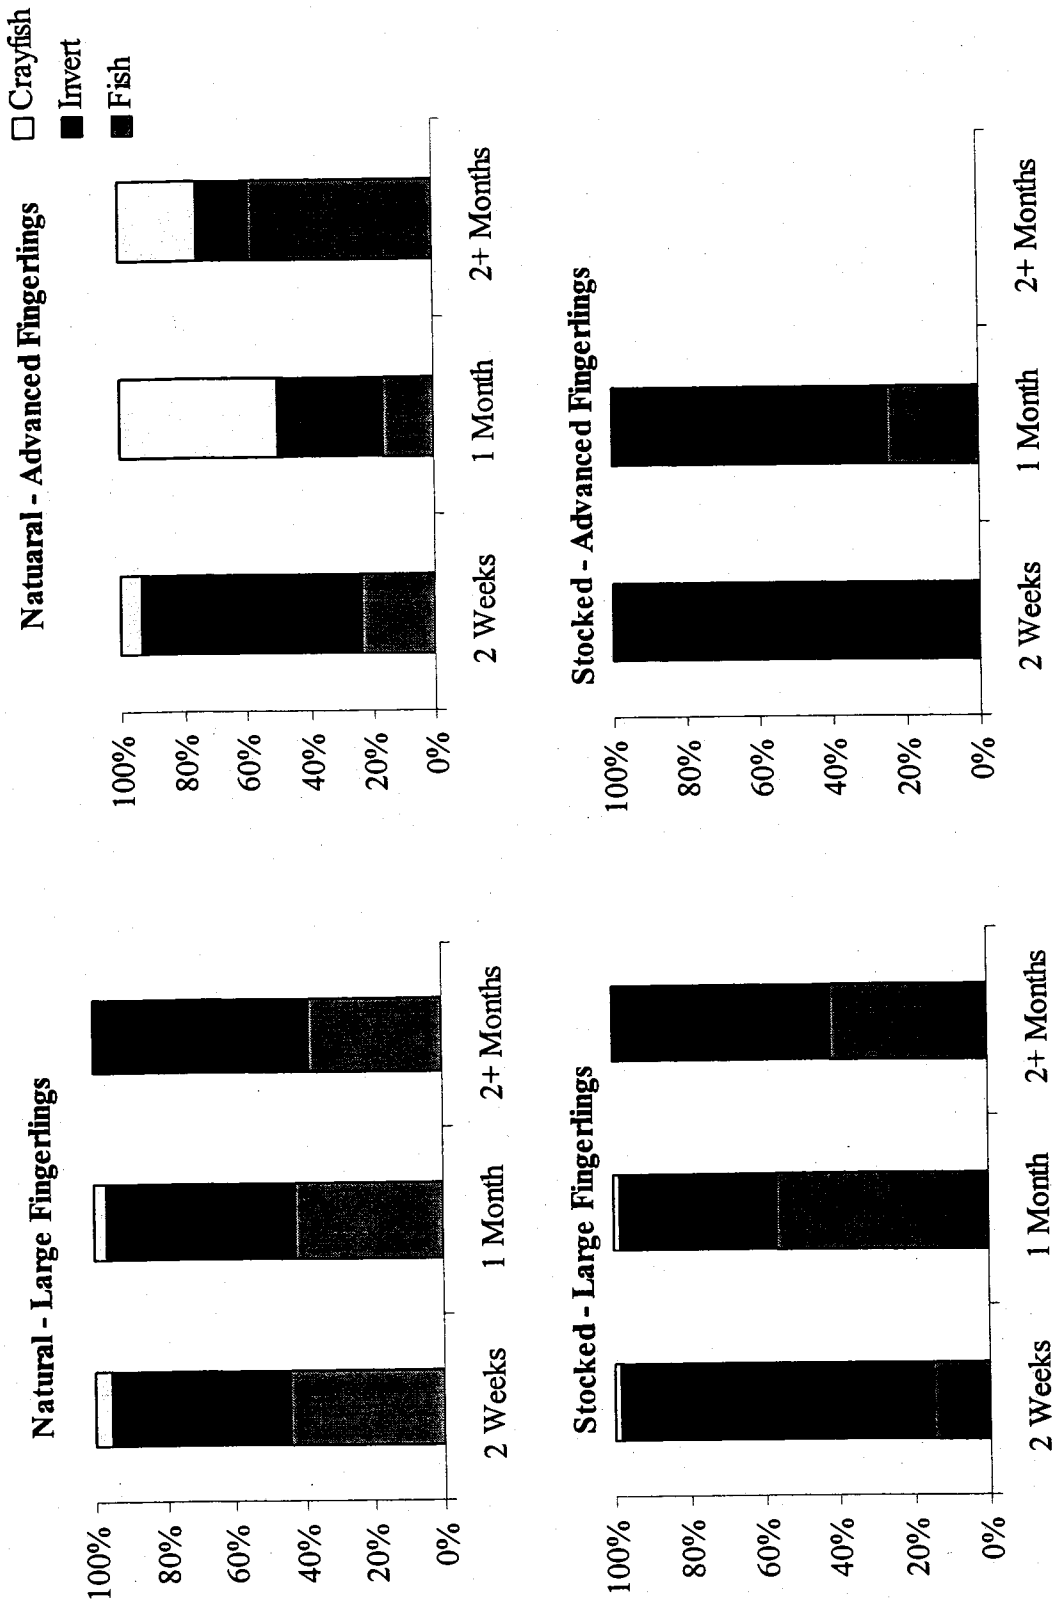 Natural - Large Fingerlings
100%
80%
60%
40%
20%
0%
2 Weeks
1 Month
2+ Months
Natuaral - Advanced Fingerlings
100%
80%
60%
40%
20%
0%
2 Weeks
1 Month
2+ Months
Crayfish
Invert
Fish
Stocked - Large Fingerlings
100%
80%
60%
40%
20%
0%
2 Weeks
1 Month
2+ Months
Stocked - Advanced Fingerlings
100%
80%
60%
40%
20%
0%
2 Weeks
1 Month
2+ Months